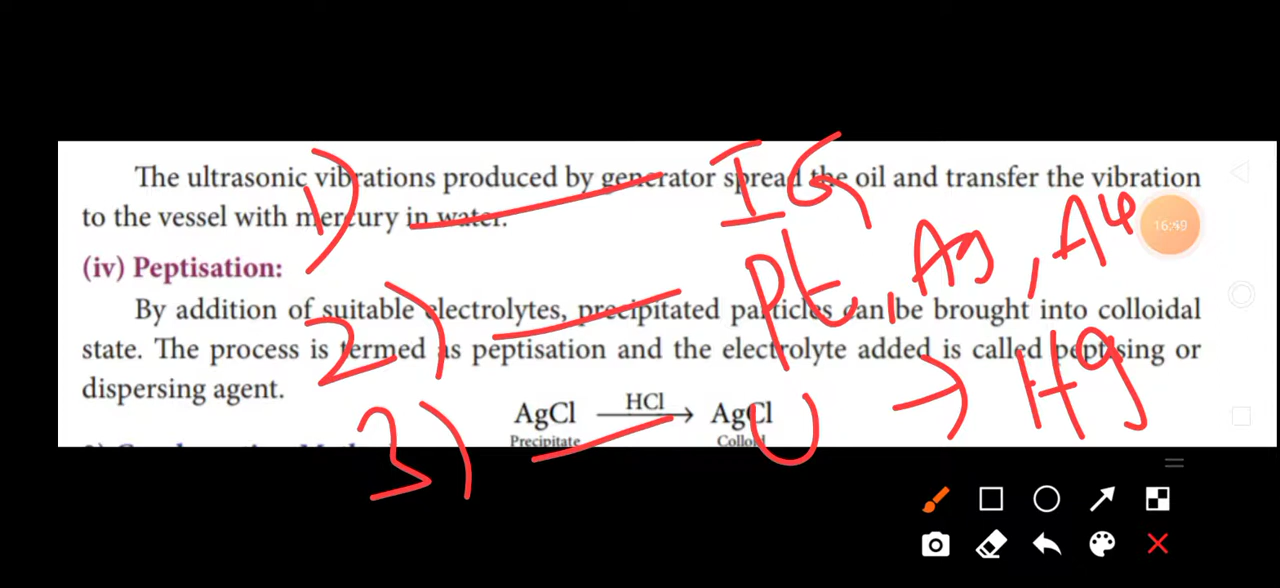 The ultrasonic vibrations produced by generator spread the oil and transfer the vibration
to the vessel with mercury in water.
(iv) Peptisation:
By addition of suitable electrolytes, precipitated particles can be brought into colloidal
state. The process is termed as peptisation and the electrolyte added is called peptising or
dispersing agent.
AgCl HCl → AgCl
Precipitate Colloid
1) — IG
2) — Pt, Ag, Au
3) — U → Hg
16:49